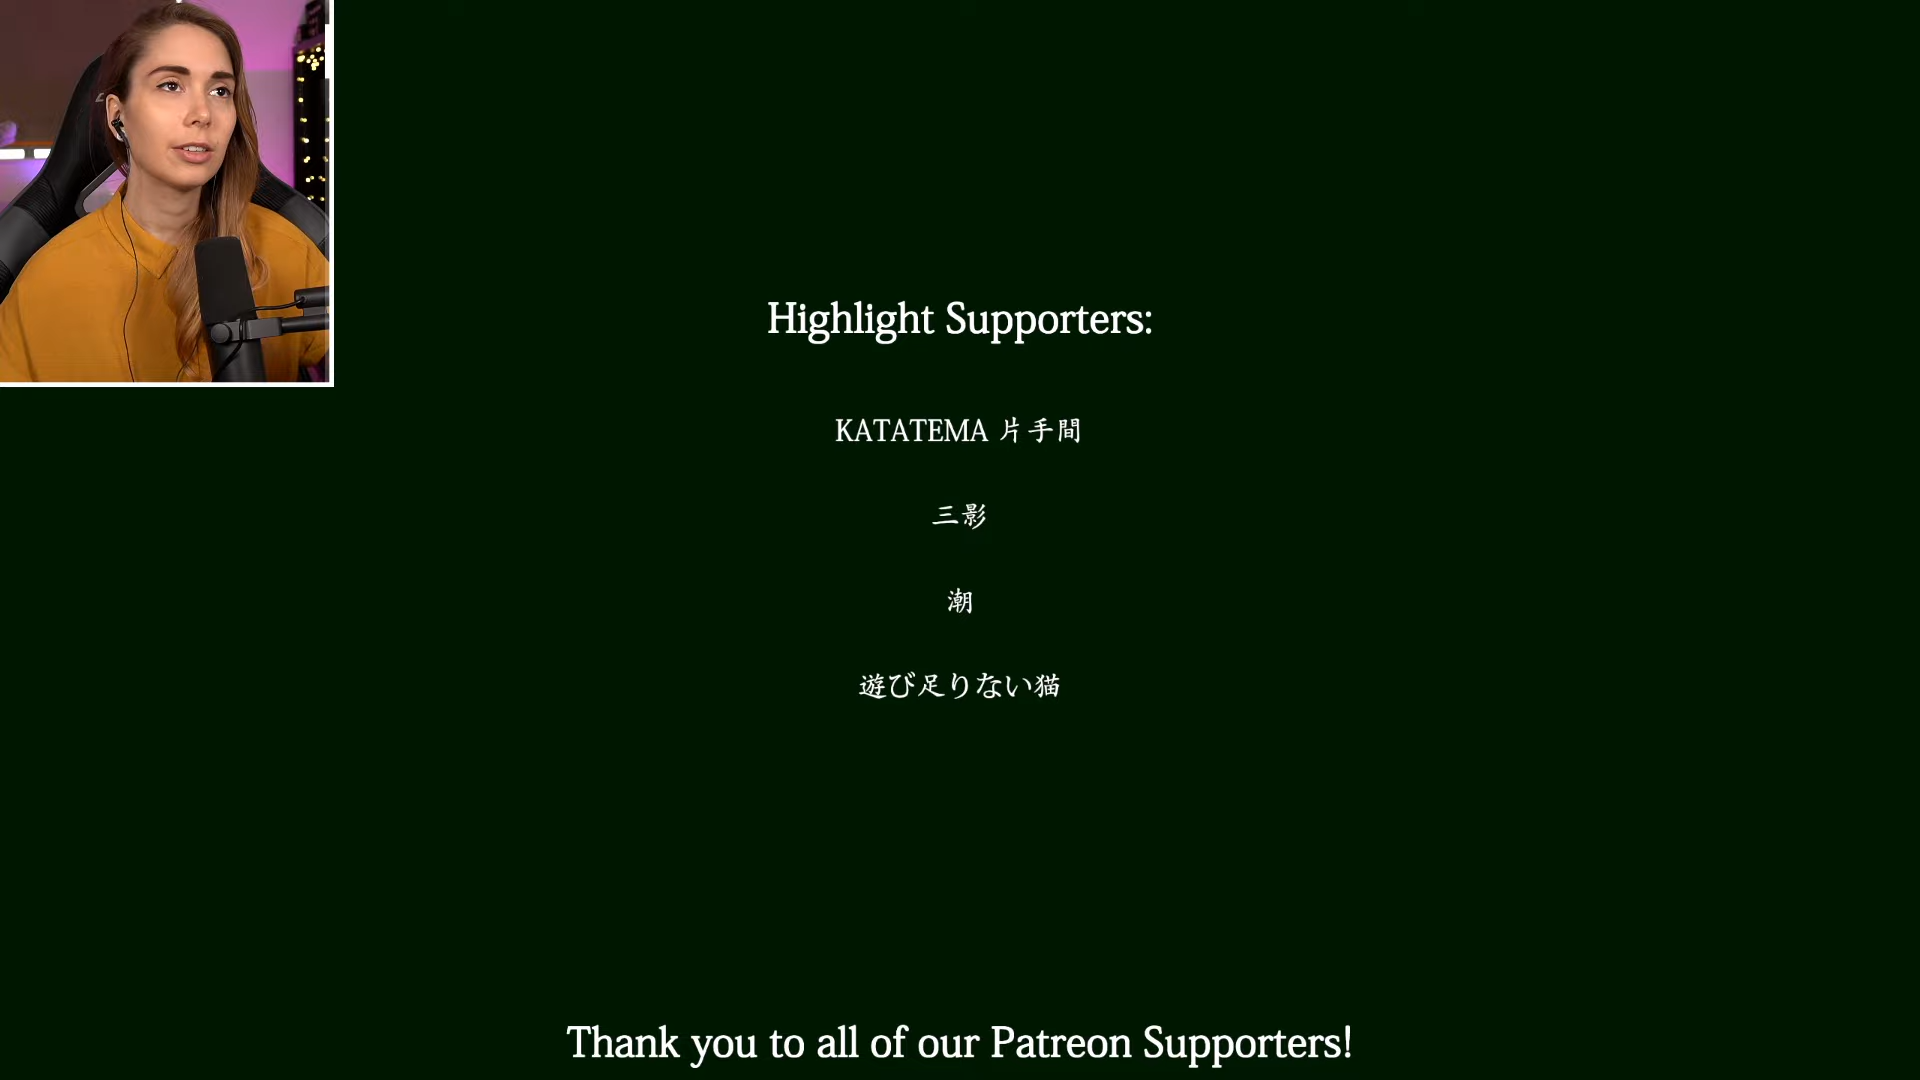 Highlight Supporters:
KATATEMA 片手間
三影
潮
遊び足りない猫
Thank you to all of our Patreon Supporters!